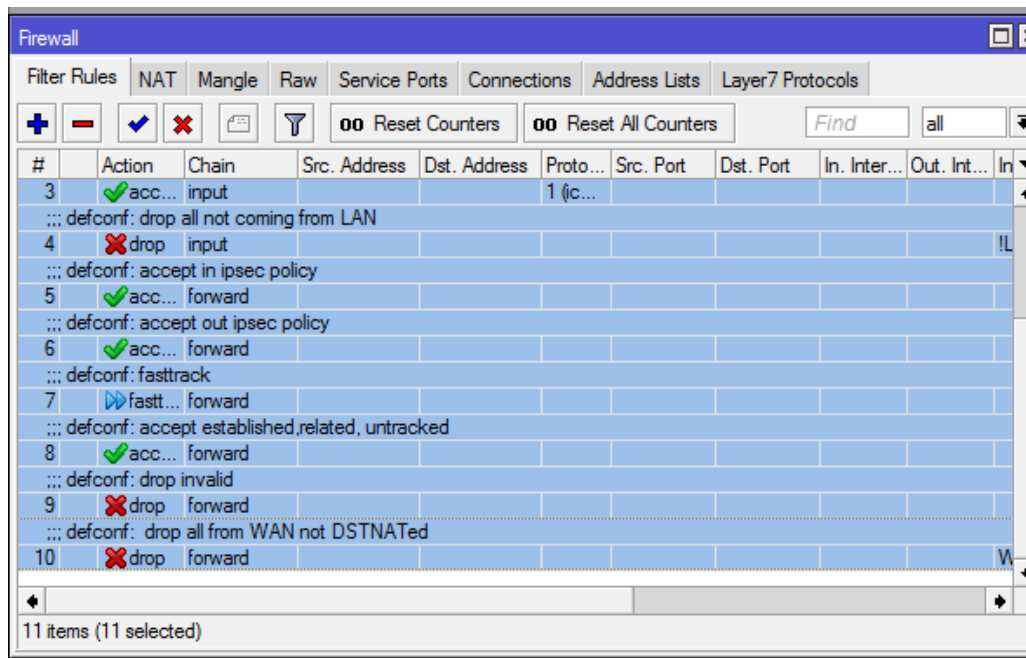 Firewall
Filter Rules NAT Mangle Raw Service Ports Connections Address Lists Layer7 Protocols
00 Reset Counters 00 Reset All Counters Find all
# Action Chain Src. Address Dst. Address Proto... Src. Port Dst. Port In. Inter... Out. Int... In
3 acc... input 1 (ic...
;;; defconf: drop all not coming from LAN
4 drop input !L
;;; defconf: accept in ipsec policy
5 acc... forward
;;; defconf: accept out ipsec policy
6 acc... forward
;;; defconf: fasttrack
7 fastt... forward
;;; defconf: accept established,related, untracked
8 acc... forward
;;; defconf: drop invalid
9 drop forward
;;; defconf: drop all from WAN not DSTNATed
10 drop forward W
11 items (11 selected)